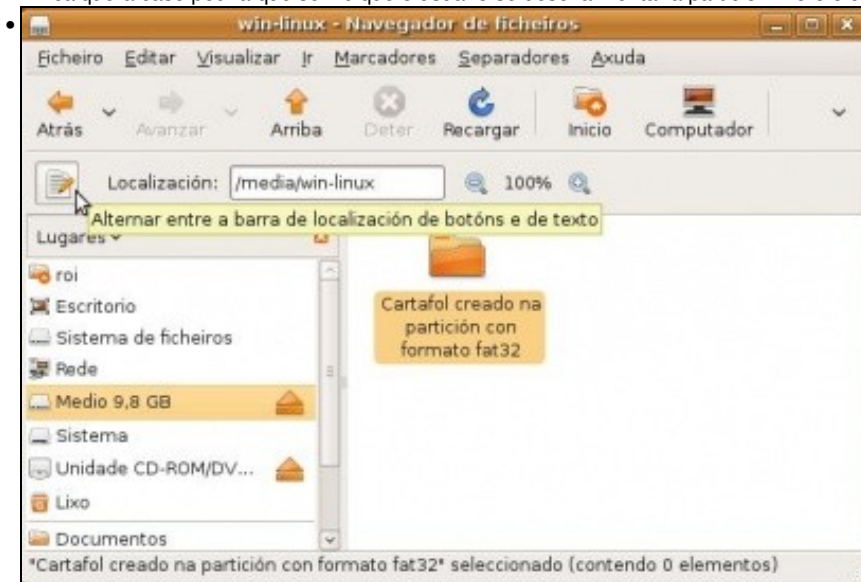 win-linux - Navegador de ficheiros
Ficheiro Editar Visualizar Ir Marcadores Separadores Axuda
Atrás Avanzar Arriba Deter Recargar Inicio Computador
Localización: /media/win-linux 100%
Alternar entre a barra de localización de botóns e de texto
Lugares
roi
Escritorio
Sistema de ficheiros
Rede
Medio 9,8 GB
Sistema
Unidade CD-ROM/DV...
Lixo
Documentos
Cartafol creado na
partición con
formato fat32
"Cartafol creado na partición con formato fat32" seleccionado (contendo 0 elementos)